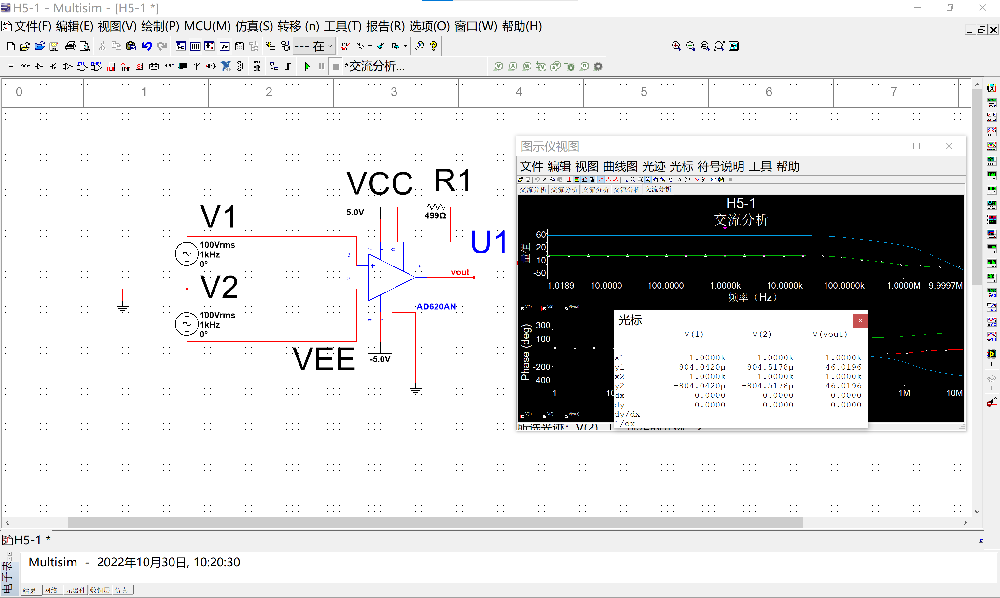 H5-1 - Multisim - [H5-1 *]
文件(F) 编辑(E) 视图(V) 绘制(P) MCU(M) 仿真(S) 转移 (n) 工具(T) 报告(R) 选项(O) 窗口(W) 帮助(H)
--- 在
MISC 交流分析...
0 1 2 3 4 5 6 7
图示仪视图
文件 编辑 视图 曲线图 光迹 光标 符号说明 工具 帮助
交流分析 交流分析 交流分析 交流分析 交流分析
VCC R1
5.0V
499Ω
V1
100Vrms
1kHz
0°
U1
7 1 8
3
2
6
vout
V2
100Vrms
1kHz
0°
AD620AN
4 5
VEE
-5.0V
H5-1
交流分析
量值
60
20
-10
-50
1.0189 10.0000 100.0000 1.0000k 10.0000k 100.0000k 1.0000M 9.9997M
频率（Hz）
V(1) V(2) V(vout)
Phase (deg)
300
100
-200
-400
1 10 1M 10M
V(1) V(2) V(vout)
光标
V(1) V(2) V(vout)
x1 1.0000k 1.0000k 1.0000k
y1 -804.0420µ -804.5178µ 46.0196
x2 1.0000k 1.0000k 1.0000k
y2 -804.0420µ -804.5178µ 46.0196
dx 0.0000 0.0000 0.0000
dy 0.0000 0.0000 0.0000
dy/dx
1/dx
所选光迹: V(2)
H5-1 *
电子表
Multisim - 2022年10月30日, 10:20:30
结果 网络 元器件 敷铜层 仿真